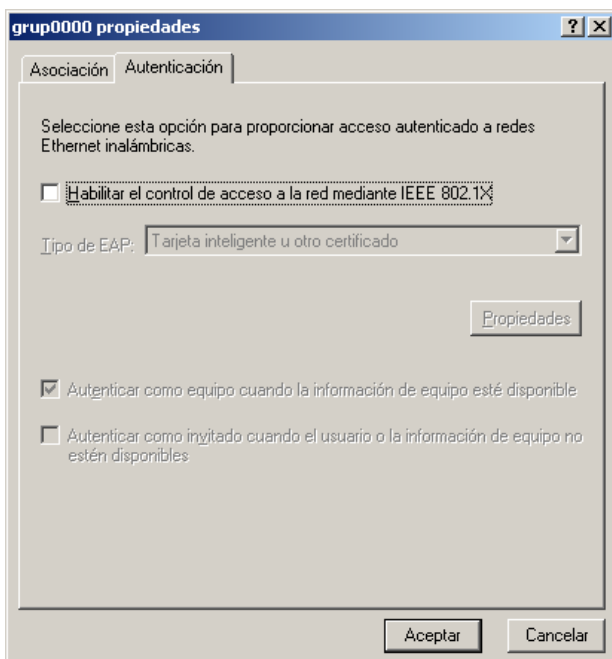 grup0000 propiedades
Asociación Autenticación
Seleccione esta opción para proporcionar acceso autenticado a redes
Ethernet inalámbricas.
Habilitar el control de acceso a la red mediante IEEE 802.1X
Tipo de EAP: Tarjeta inteligente u otro certificado
Propiedades
Autenticar como equipo cuando la información de equipo esté disponible
Autenticar como invitado cuando el usuario o la información de equipo no
estén disponibles
Aceptar Cancelar